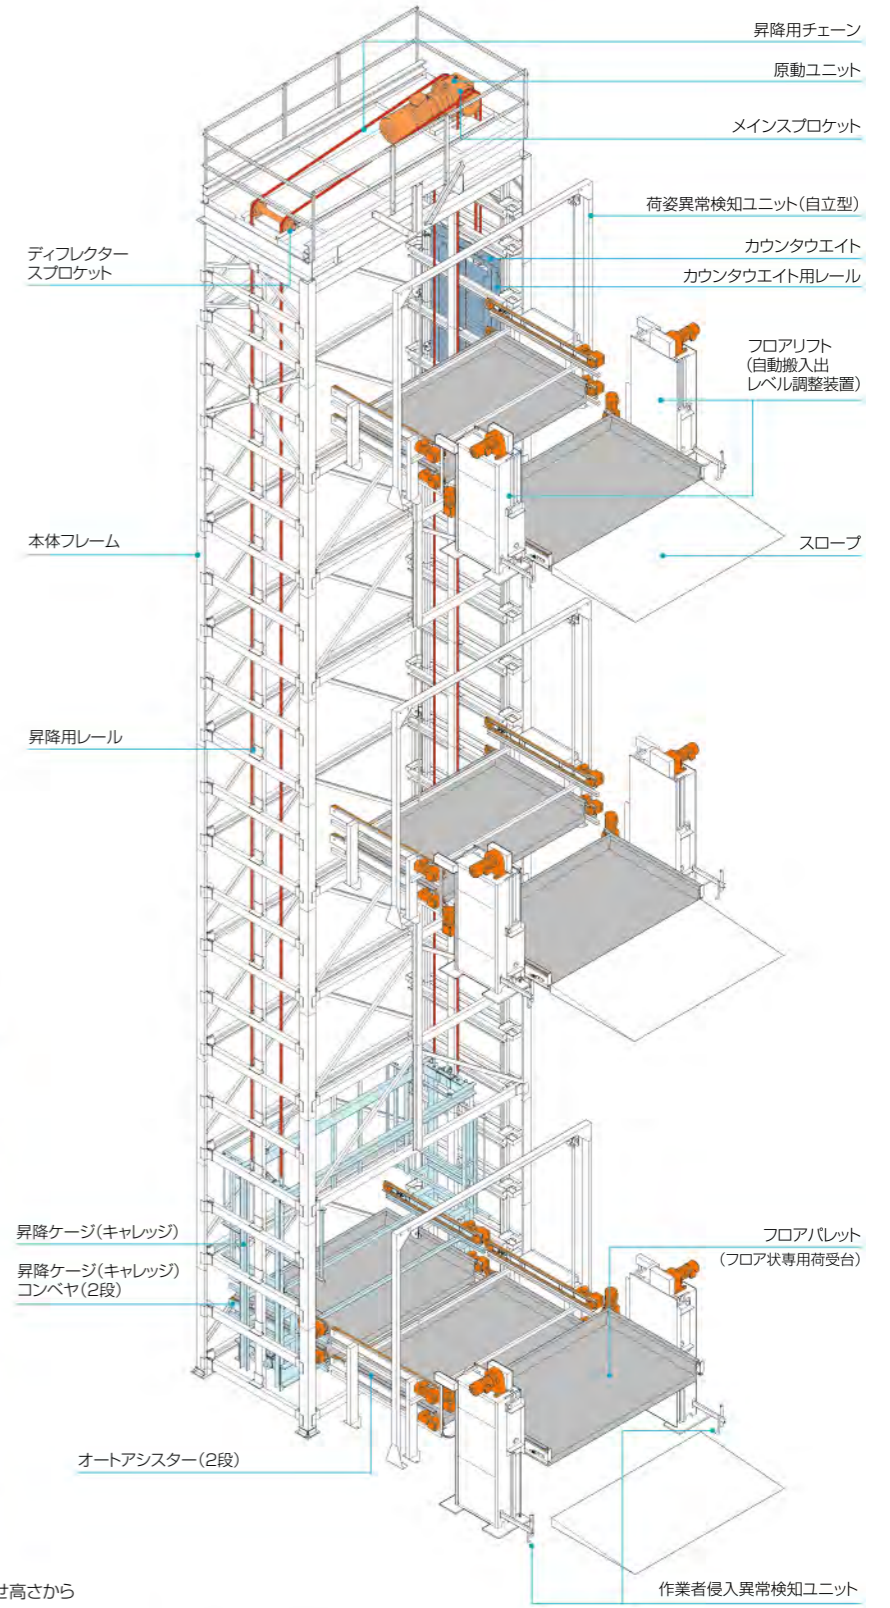 昇降用チェーン
原動ユニット
メインスプロケット
荷姿異常検知ユニット(自立型)
カウンタウエイト
カウンタウエイト用レール
ディフレクター
スプロケット
フロアリフト
(自動搬入出
レベル調整装置)
本体フレーム
スロープ
昇降用レール
昇降ケージ(キャレッジ)
昇降ケージ(キャレッジ)
コンベヤ(2段)
フロアパレット
(フロア状専用荷受台)
オートアシスター(2段)
作業者侵入異常検知ユニット
せ高さから